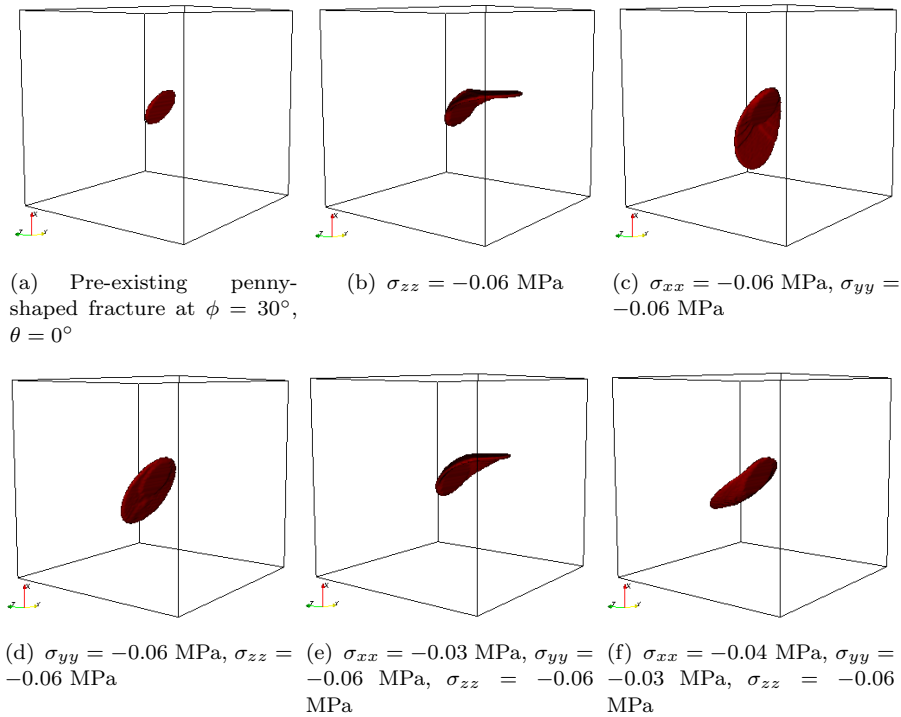 X
Z Y
X
Z Y
X
Z Y
(a) Pre-existing penny-
shaped fracture at ϕ = 30°,
θ = 0°
(b) σzz = −0.06 MPa
(c) σxx = −0.06 MPa, σyy =
−0.06 MPa
X
Z Y
X
Z Y
X
Z Y
(d) σyy = −0.06 MPa, σzz =
−0.06 MPa
(e) σxx = −0.03 MPa, σyy =
−0.06 MPa, σzz = −0.06
MPa
(f) σxx = −0.04 MPa, σyy =
−0.03 MPa, σzz = −0.06
MPa